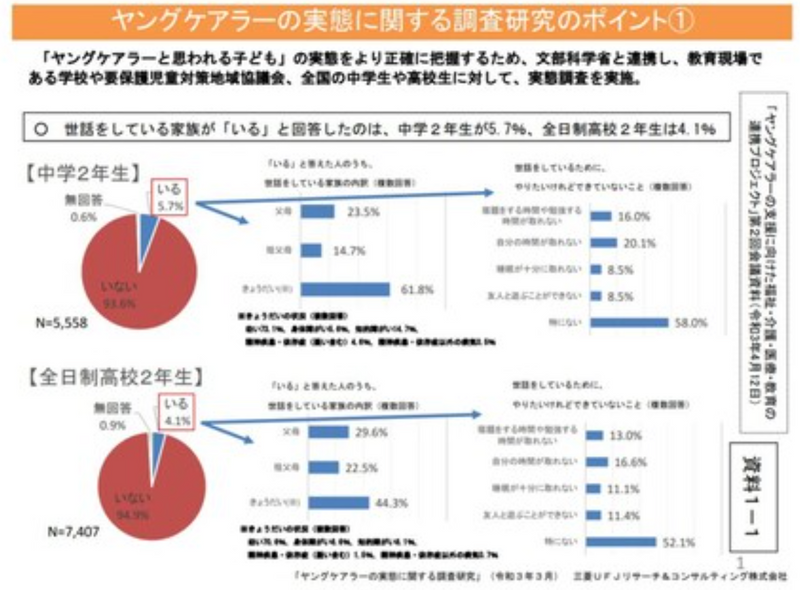 ヤングケアラーの実態に関する調査研究のポイント①
「ヤングケアラーと思われる子ども」の実態をより正確に把握するため、文部科学省と連携し、教育現場で
ある学校や要保護児童対策地域協議会、全国の中学生や高校生に対して、実態調査を実施。
○ 世話をしている家族が「いる」と回答したのは、中学2年生が5.7%、全日制高校2年生は4.1%
【中学2年生】
いる
5.7%
無回答
0.6%
いない
93.6%
N=5,558
「いる」と答えた人のうち、
世話をしている家族の内訳（複数回答）
父母 23.5%
祖父母 14.7%
きょうだい(※) 61.8%
※きょうだいの状況（複数回答）
世話をしているために、
やりたいけれどできていないこと（複数回答）
宿題をする時間や勉強する
時間が取れない 16.0%
自分の時間が取れない 20.1%
睡眠が十分に取れない 8.5%
友人と遊ぶことができない 8.5%
特にない 58.0%
【全日制高校2年生】
いる
4.1%
無回答
0.9%
いない
94.9%
N=7,407
「いる」と答えた人のうち、
世話をしている家族の内訳（複数回答）
父母 29.6%
祖父母 22.5%
きょうだい(※) 44.3%
※きょうだいの状況（複数回答）
世話をしているために、
やりたいけれどできていないこと（複数回答）
宿題をする時間や勉強する
時間が取れない 13.0%
自分の時間が取れない 16.6%
睡眠が十分に取れない 11.1%
友人と遊ぶことができない 11.4%
特にない 52.1%
「ヤングケアラーの支援に向けた福祉・介護・医療・教育の
連携プロジェクト」第2回会議資料（令和3年4月12日）
資料1－1
1
「ヤングケアラーの実態に関する調査研究」（令和3年3月） 三菱UFJリサーチ&コンサルティング株式会社